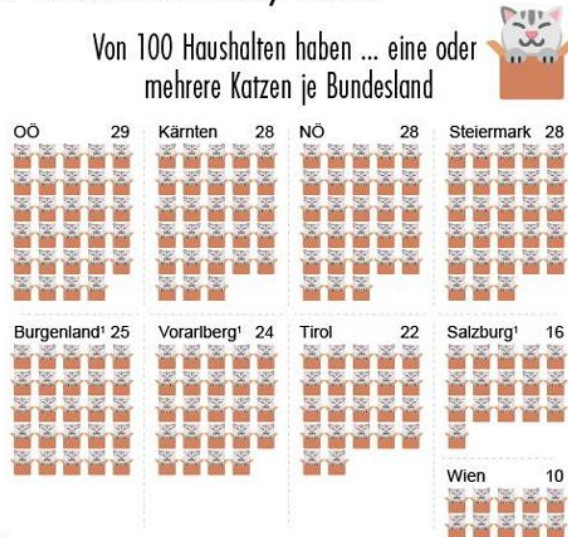 Von 100 Haushalten haben ... eine oder
mehrere Katzen je Bundesland
OÖ 29
Kärnten 28
NÖ 28
Steiermark 28
Burgenland¹ 25
Vorarlberg¹ 24
Tirol 22
Salzburg¹ 16
Wien 10